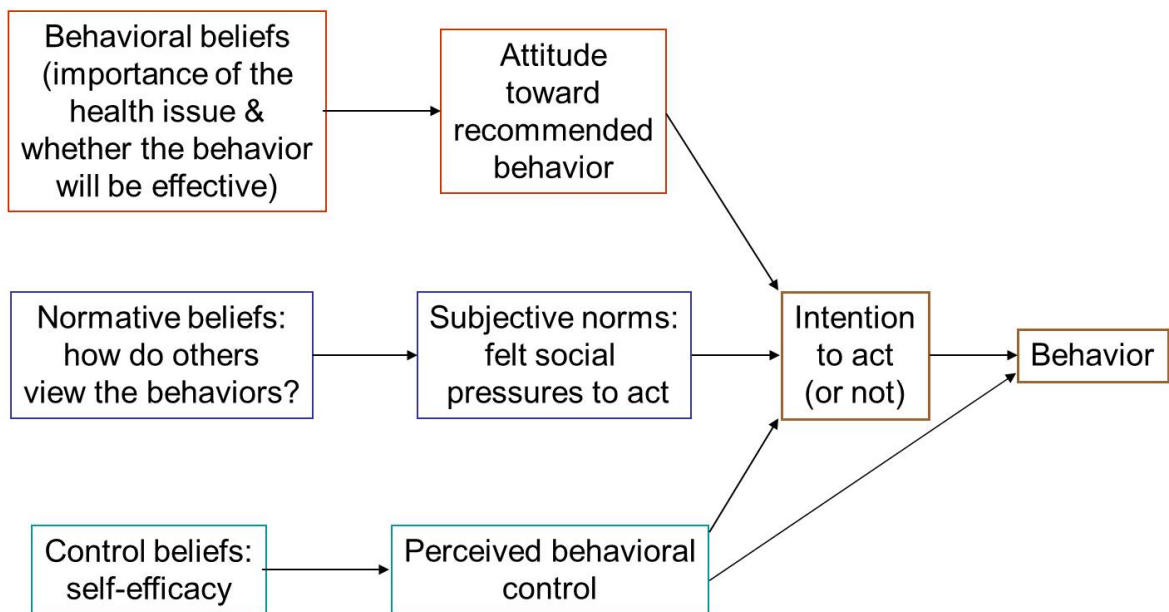 Behavioral beliefs
(importance of the
health issue &
whether the behavior
will be effective)
Attitude
toward
recommended
behavior
Normative beliefs:
how do others
view the behaviors?
Subjective norms:
felt social
pressures to act
Intention
to act
(or not)
Behavior
Control beliefs:
self-efficacy
Perceived behavioral
control